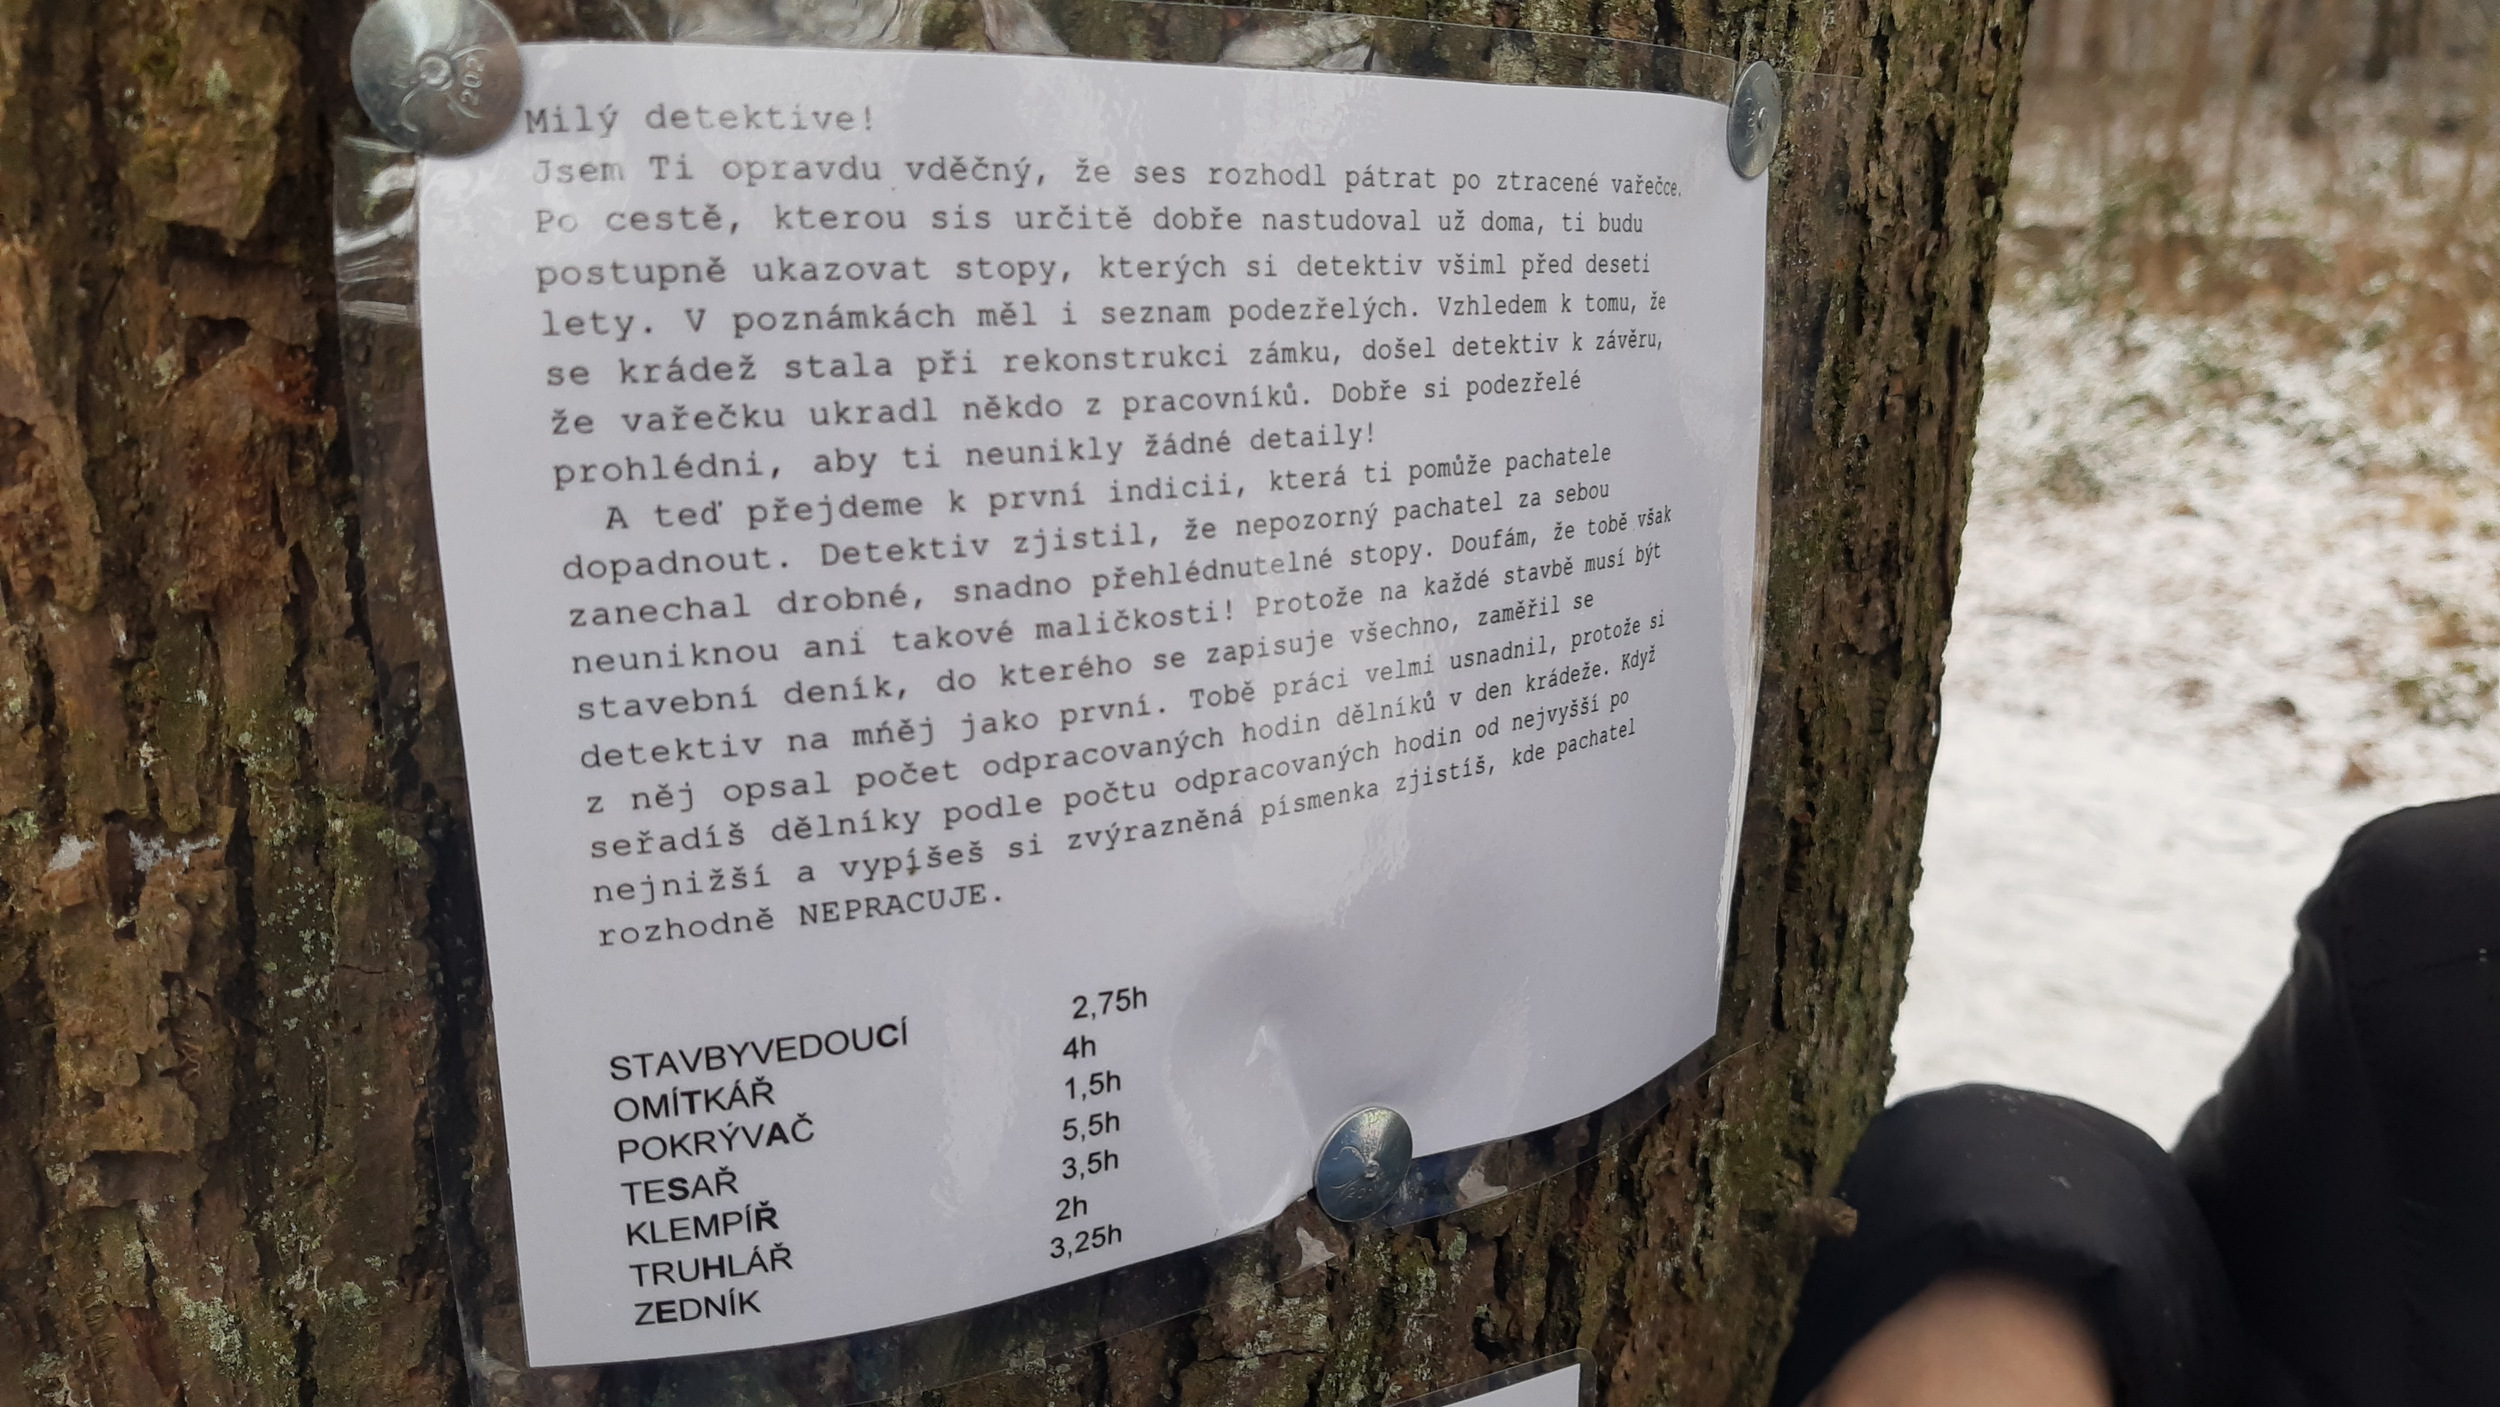 Milý detektive!
Jsem Ti opravdu vděčný, že ses rozhodl pátrat po ztracené vařečce.
Po cestě, kterou sis určitě dobře nastudoval už doma, ti budu
postupně ukazovat stopy, kterých si detektiv všiml před deseti
lety. V poznámkách měl i seznam podezřelých. Vzhledem k tomu, že
se krádež stala při rekonstrukci zámku, došel detektiv k závěru,
že vařečku ukradl někdo z pracovníků. Dobře si podezřelé
prohlédni, aby ti neunikly žádné detaily!
A teď přejdeme k první indicii, která ti pomůže pachatele
dopadnout. Detektiv zjistil, že nepozorný pachatel za sebou
zanechal drobné, snadno přehlédnutelné stopy. Doufám, že tobě však
neuniknou ani takové maličkosti! Protože na každé stavbě musí být
stavební deník, do kterého se zapisuje všechno, zaměřil se
detektiv na mńěj jako první. Tobě práci velmi usnadnil, protože si
z něj opsal počet odpracovaných hodin dělníků v den krádeže. Když
seřadíš dělníky podle počtu odpracovaných hodin od nejvyšší po
nejnižší a vypíšeš si zvýrazněná písmenka zjistíš, kde pachatel
rozhodně NEPRACUJE.
STAVBYVEDOUCÍ 2,75h
OMÍTKÁŘ 4h
POKRÝVAČ 1,5h
TESAŘ 5,5h
KLEMPÍŘ 3,5h
TRUHLÁŘ 2h
ZEDNÍK 3,25h